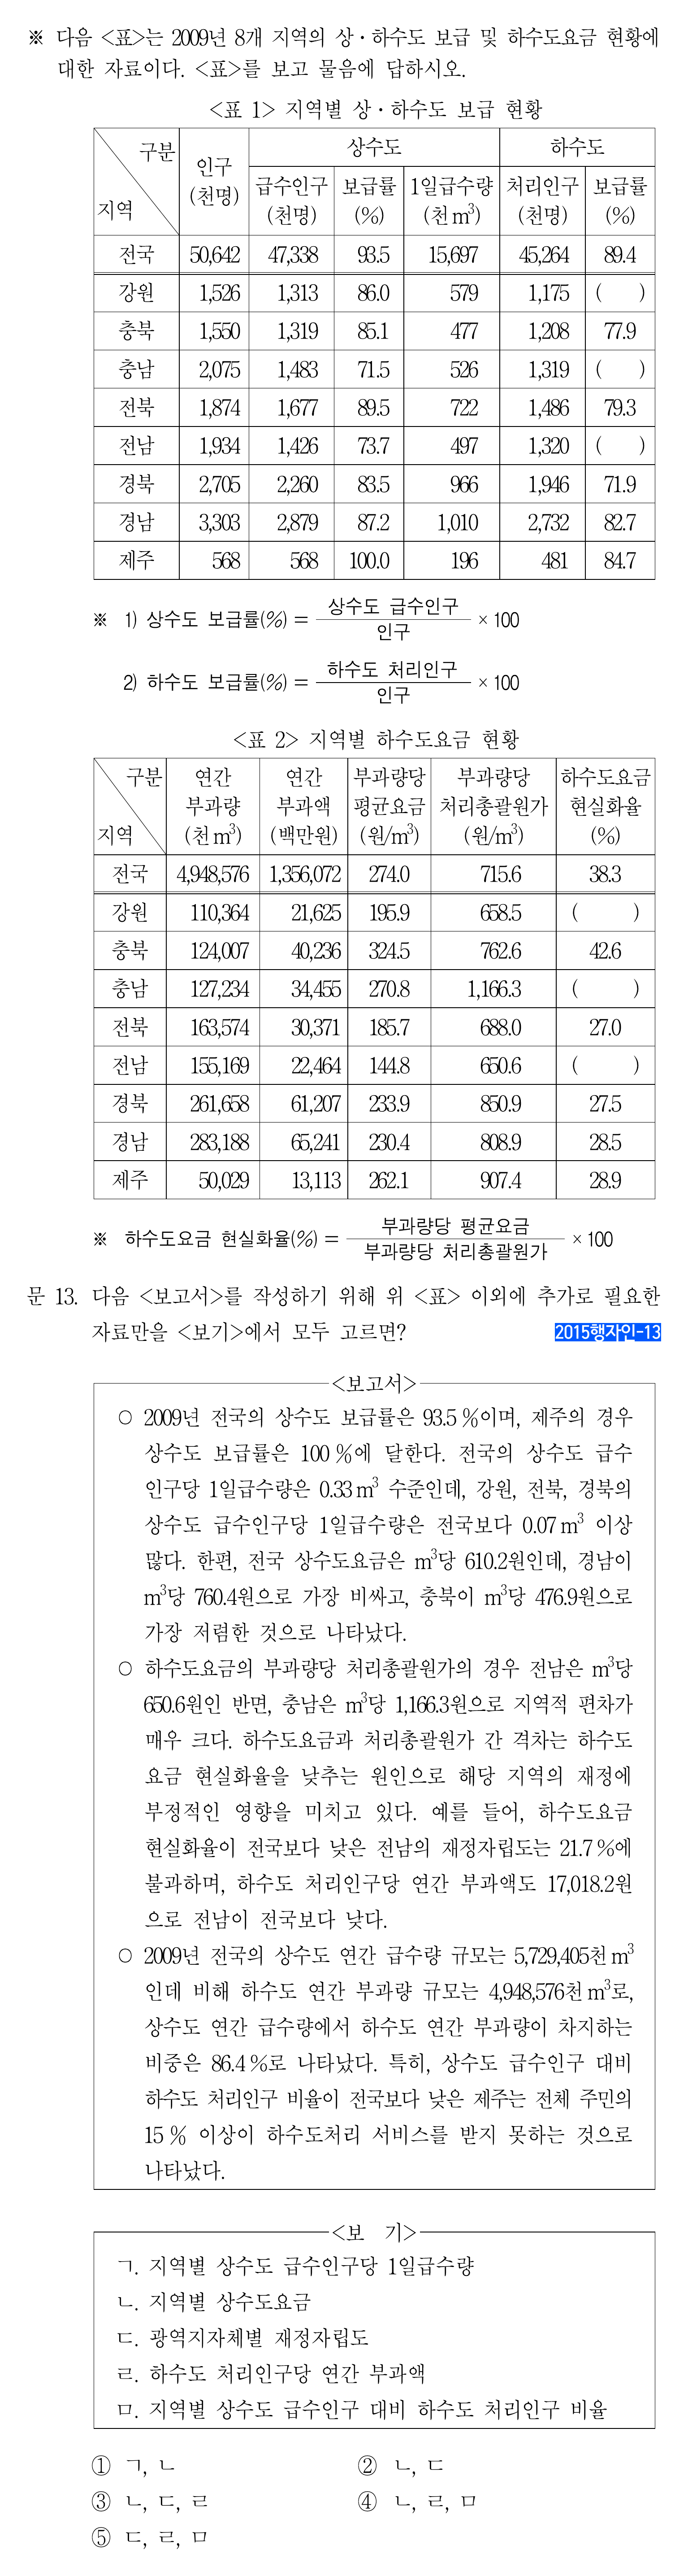 ※ 다음 <표>는 2009년 8개 지역의 상·하수도 보급 및 하수도요금 현황에
대한 자료이다. <표>를 보고 물음에 답하시오.
<표 1> 지역별 상·하수도 보급 현황
구분 지역 인구 (천명) 상수도 하수도
급수인구 (천명) 보급률 (%) 1일급수량 (천㎥) 처리인구 (천명) 보급률 (%)
전국 50,642 47,338 93.5 15,697 45,264 89.4
강원 1,526 1,313 86.0 579 1,175 ( )
충북 1,550 1,319 85.1 477 1,208 77.9
충남 2,075 1,483 71.5 526 1,319 ( )
전북 1,874 1,677 89.5 722 1,486 79.3
전남 1,934 1,426 73.7 497 1,320 ( )
경북 2,705 2,260 83.5 966 1,946 71.9
경남 3,303 2,879 87.2 1,010 2,732 82.7
제주 568 568 100.0 196 481 84.7
※ 1) 상수도 보급률(%) = 상수도 급수인구 / 인구 × 100
2) 하수도 보급률(%) = 하수도 처리인구 / 인구 × 100
<표 2> 지역별 하수도요금 현황
구분 지역 연간 부과량 (천㎥) 연간 부과액 (백만원) 부과량당 평균요금 (원/㎥) 부과량당 처리총괄원가 (원/㎥) 하수도요금 현실화율 (%)
전국 4,948,576 1,356,072 274.0 715.6 38.3
강원 110,364 21,625 195.9 658.5 ( )
충북 124,007 40,236 324.5 762.6 42.6
충남 127,234 34,455 270.8 1,166.3 ( )
전북 163,574 30,371 185.7 688.0 27.0
전남 155,169 22,464 144.8 650.6 ( )
경북 261,658 61,207 233.9 850.9 27.5
경남 283,188 65,241 230.4 808.9 28.5
제주 50,029 13,113 262.1 907.4 28.9
※ 하수도요금 현실화율(%) = 부과량당 평균요금 / 부과량당 처리총괄원가 × 100
문 13. 다음 <보고서>를 작성하기 위해 위 <표> 이외에 추가로 필요한
자료만을 <보기>에서 모두 고르면? 2015행자인-13
<보고서>
○ 2009년 전국의 상수도 보급률은 93.5 %이며, 제주의 경우
상수도 보급률은 100 %에 달한다. 전국의 상수도 급수
인구당 1일급수량은 0.33㎥ 수준인데, 강원, 전북, 경북의
상수도 급수인구당 1일급수량은 전국보다 0.07㎥ 이상
많다. 한편, 전국 상수도요금은 ㎥당 610.2원인데, 경남이
㎥당 760.4원으로 가장 비싸고, 충북이 ㎥당 476.9원으로
가장 저렴한 것으로 나타났다.
○ 하수도요금의 부과량당 처리총괄원가의 경우 전남은 ㎥당
650.6원인 반면, 충남은 ㎥당 1,166.3원으로 지역적 편차가
매우 크다. 하수도요금과 처리총괄원가 간 격차는 하수도
요금 현실화율을 낮추는 원인으로 해당 지역의 재정에
부정적인 영향을 미치고 있다. 예를 들어, 하수도요금
현실화율이 전국보다 낮은 전남의 재정자립도는 21.7 %에
불과하며, 하수도 처리인구당 연간 부과액도 17,018.2원
으로 전남이 전국보다 낮다.
○ 2009년 전국의 상수도 연간 급수량 규모는 5,729,405천㎥
인데 비해 하수도 연간 부과량 규모는 4,948,576천㎥로,
상수도 연간 급수량에서 하수도 연간 부과량이 차지하는
비중은 86.4 %로 나타났다. 특히, 상수도 급수인구 대비
하수도 처리인구 비율이 전국보다 낮은 제주는 전체 주민의
15 % 이상이 하수도처리 서비스를 받지 못하는 것으로
나타났다.
<보 기>
ㄱ. 지역별 상수도 급수인구당 1일급수량
ㄴ. 지역별 상수도요금
ㄷ. 광역지자체별 재정자립도
ㄹ. 하수도 처리인구당 연간 부과액
ㅁ. 지역별 상수도 급수인구 대비 하수도 처리인구 비율
① ㄱ, ㄴ ② ㄴ, ㄷ
③ ㄴ, ㄷ, ㄹ ④ ㄴ, ㄹ, ㅁ
⑤ ㄷ, ㄹ, ㅁ